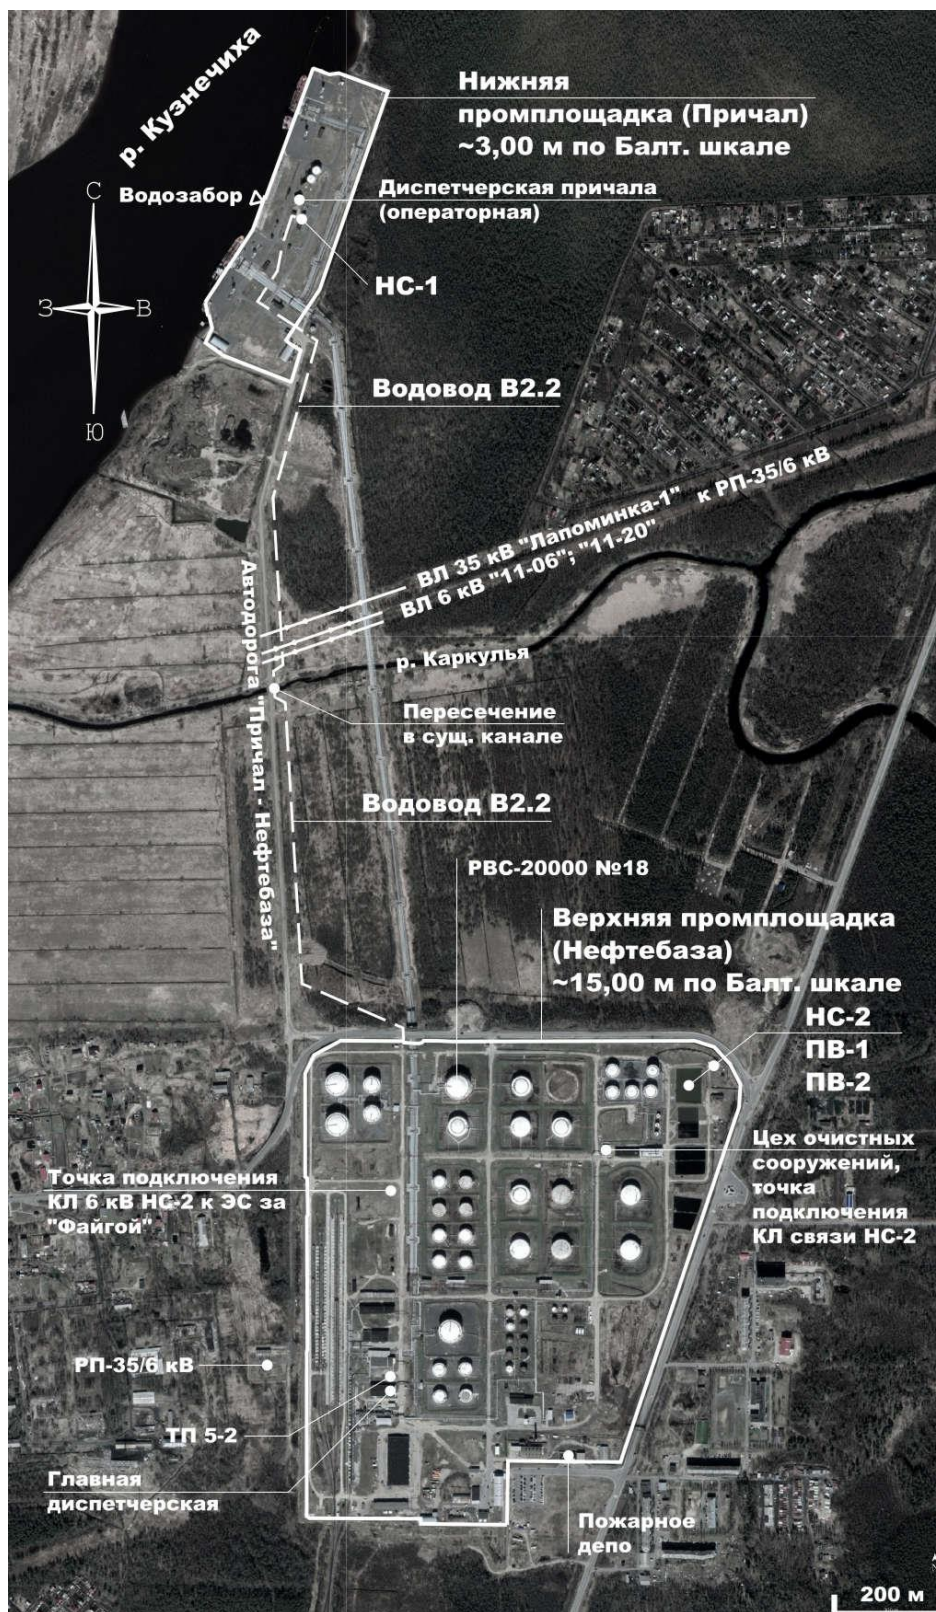 р. Кузнечиха
Нижняя
промплощадка (Причал)
~3,00 м по Балт. шкале
С
Водозабор
Диспетчерская причала
(операторная)
НС-1
З
В
Ю
Водовод В2.2
ВЛ 35 кВ "Лапоминка-1" к РП-35/6 кВ
ВЛ 6 кВ "11-06"; "11-20"
Автодорога "Причал - Нефтебаза"
р. Каркулья
Пересечение
в сущ. канале
Водовод В2.2
РВС-20000 №18
Верхняя промплощадка
(Нефтебаза)
~15,00 м по Балт. шкале
НС-2
ПВ-1
ПВ-2
Цех очистных
сооружений,
точка
подключения
КЛ связи НС-2
Точка подключения
КЛ 6 кВ НС-2 к ЭС за
"Файгой"
РП-35/6 кВ
ТП 5-2
Главная
диспетчерская
Пожарное
депо
200 м